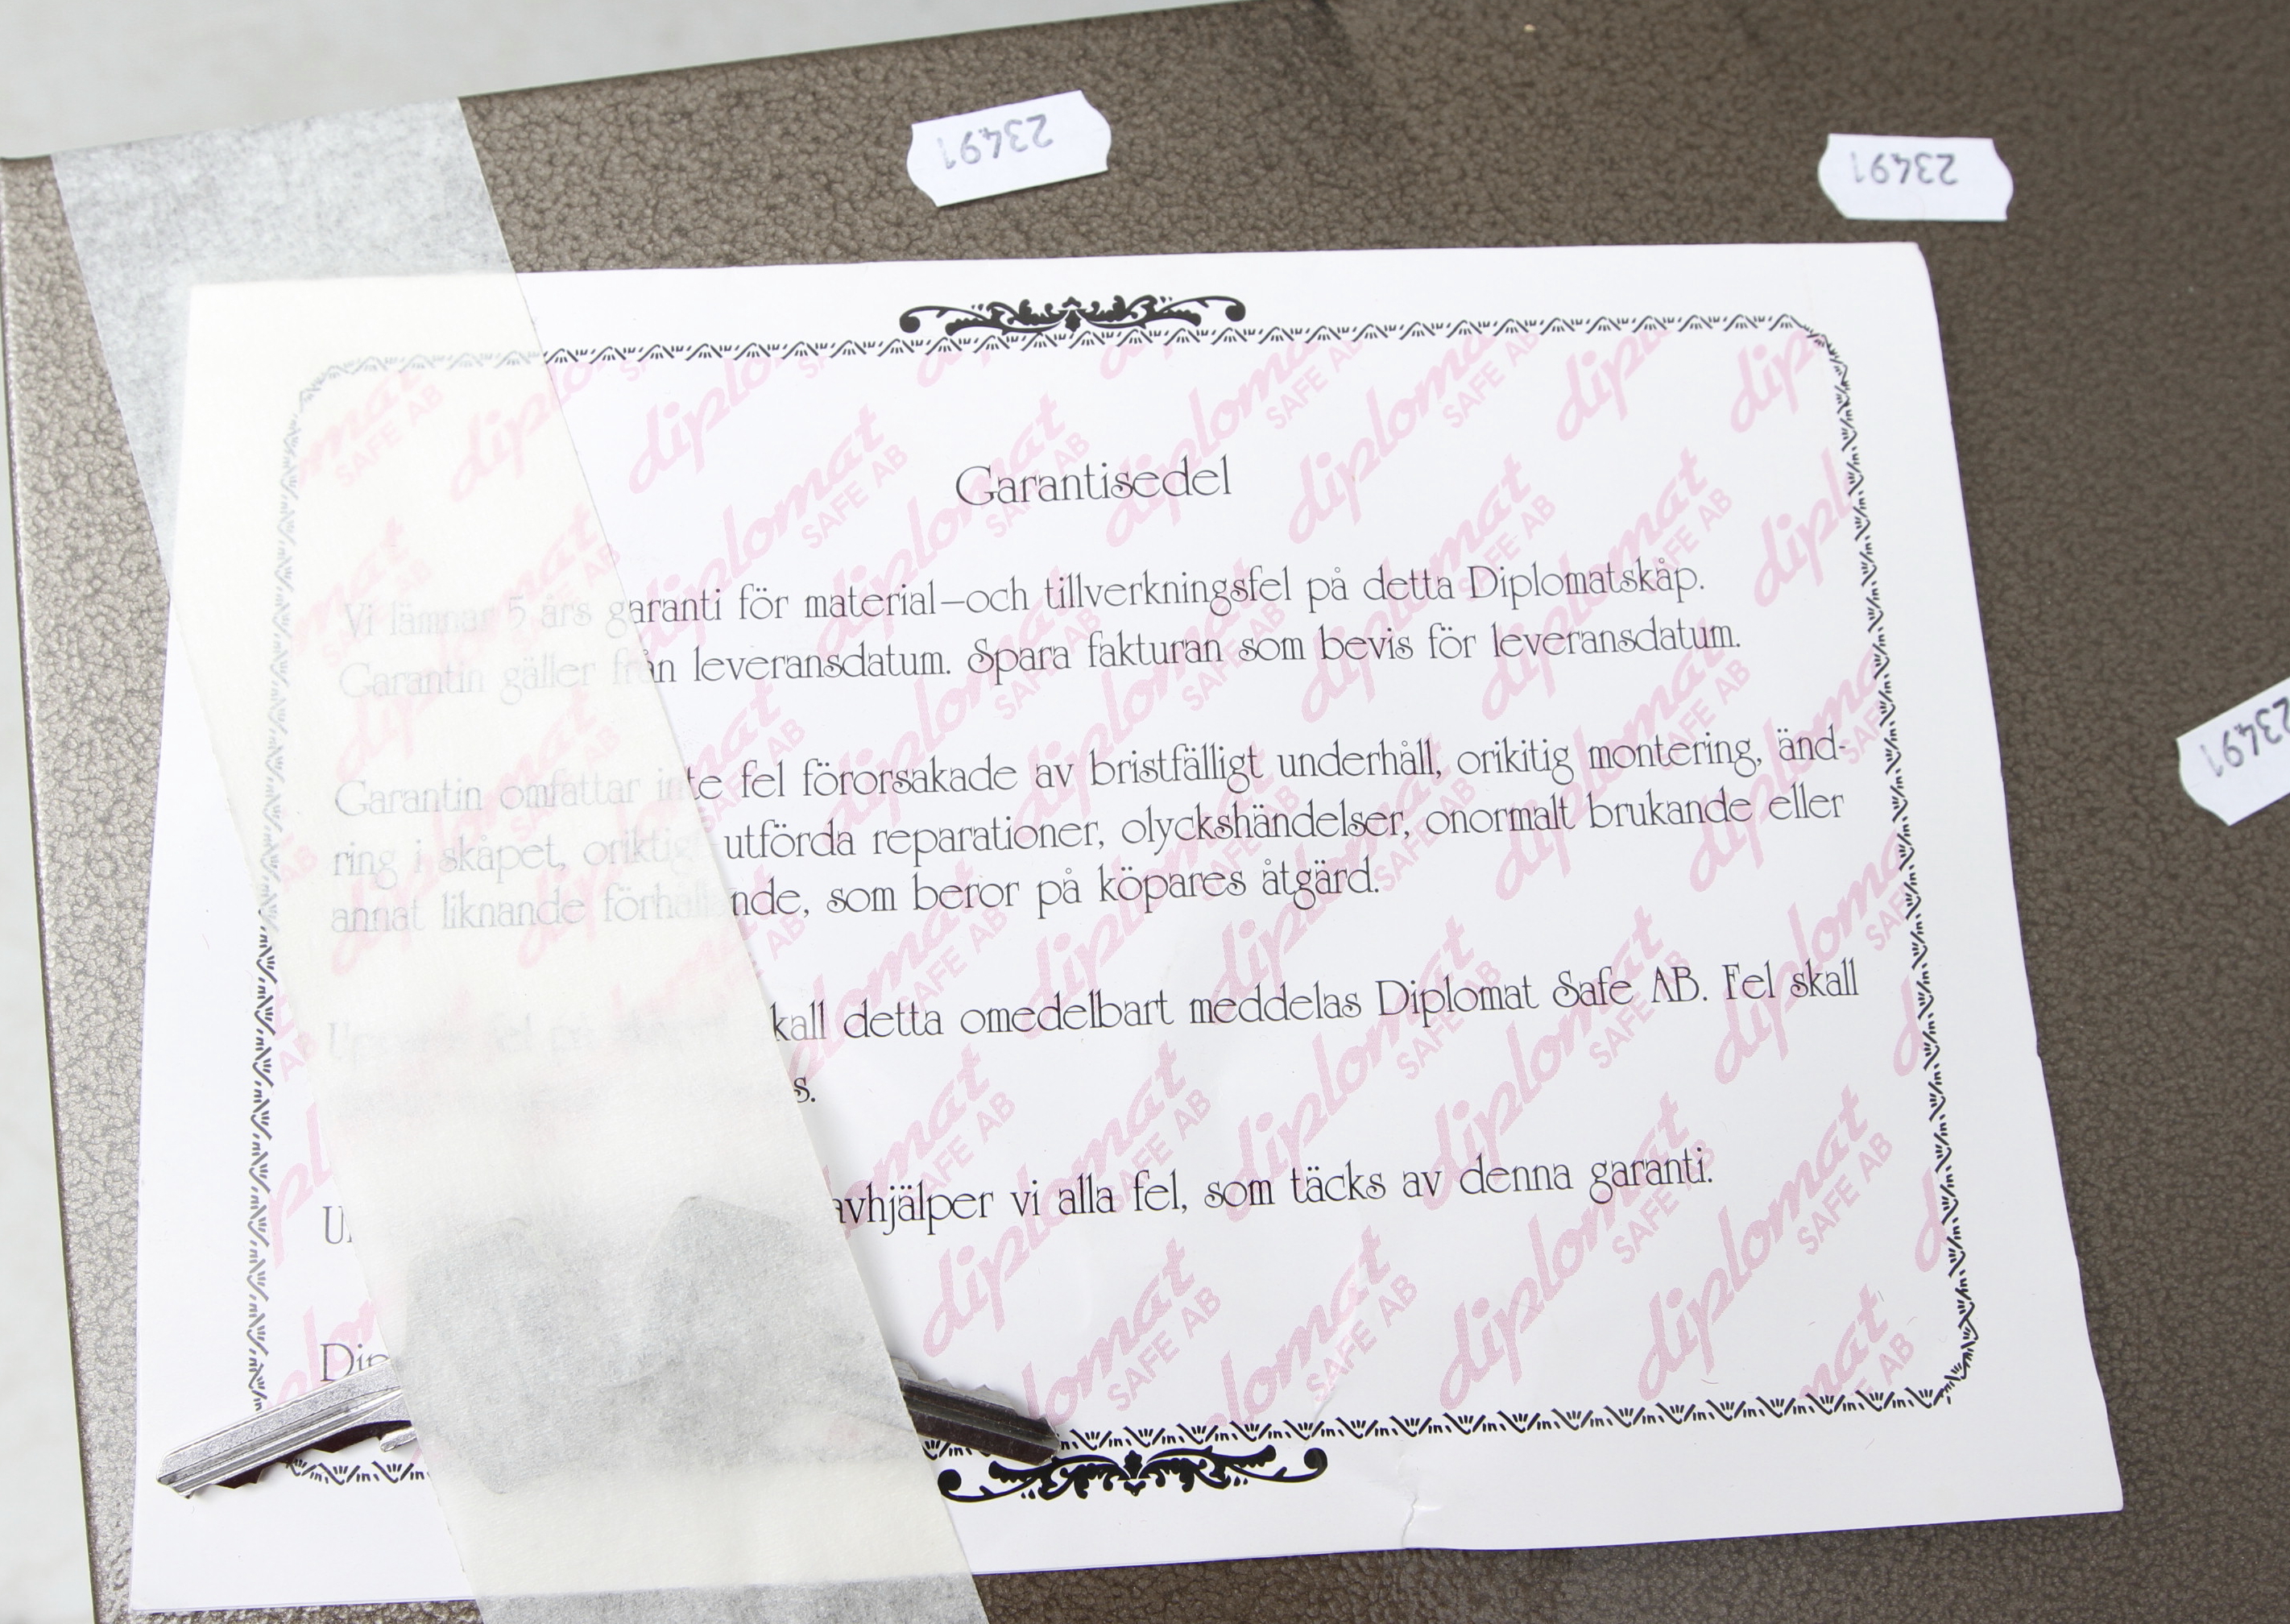 23491
23491
23491
Garantisedel
Vi lämnar 5 års garanti för material-och tillverkningsfel på detta Diplomatskåp.
Garantin gäller från leveransdatum. Spara fakturan som bevis för leveransdatum.
Garantin omfattar inte fel förorsakade av bristfälligt underhåll, orikitig montering, änd-
ring i skåpet, oriktigt utförda reparationer, olyckshändelser, onormalt brukande eller
annat liknande förhållande, som beror på köpares åtgärd.
detta omedelbart meddelas Diplomat Safe AB. Fel skall
avhjälper vi alla fel, som täcks av denna garanti.
diplomat
SAFE AB